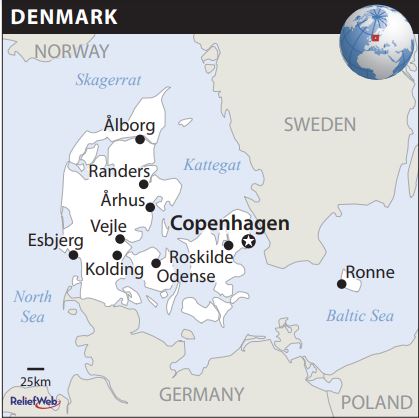 DENMARK
NORWAY
Skagerrat
SWEDEN
Ålborg
Kattegat
Randers
Århus
Copenhagen
Vejle
Esbjerg
Roskilde
Kolding
Odense
Ronne
North
Sea
Baltic Sea
25km
ReliefWeb
GERMANY
POLAND